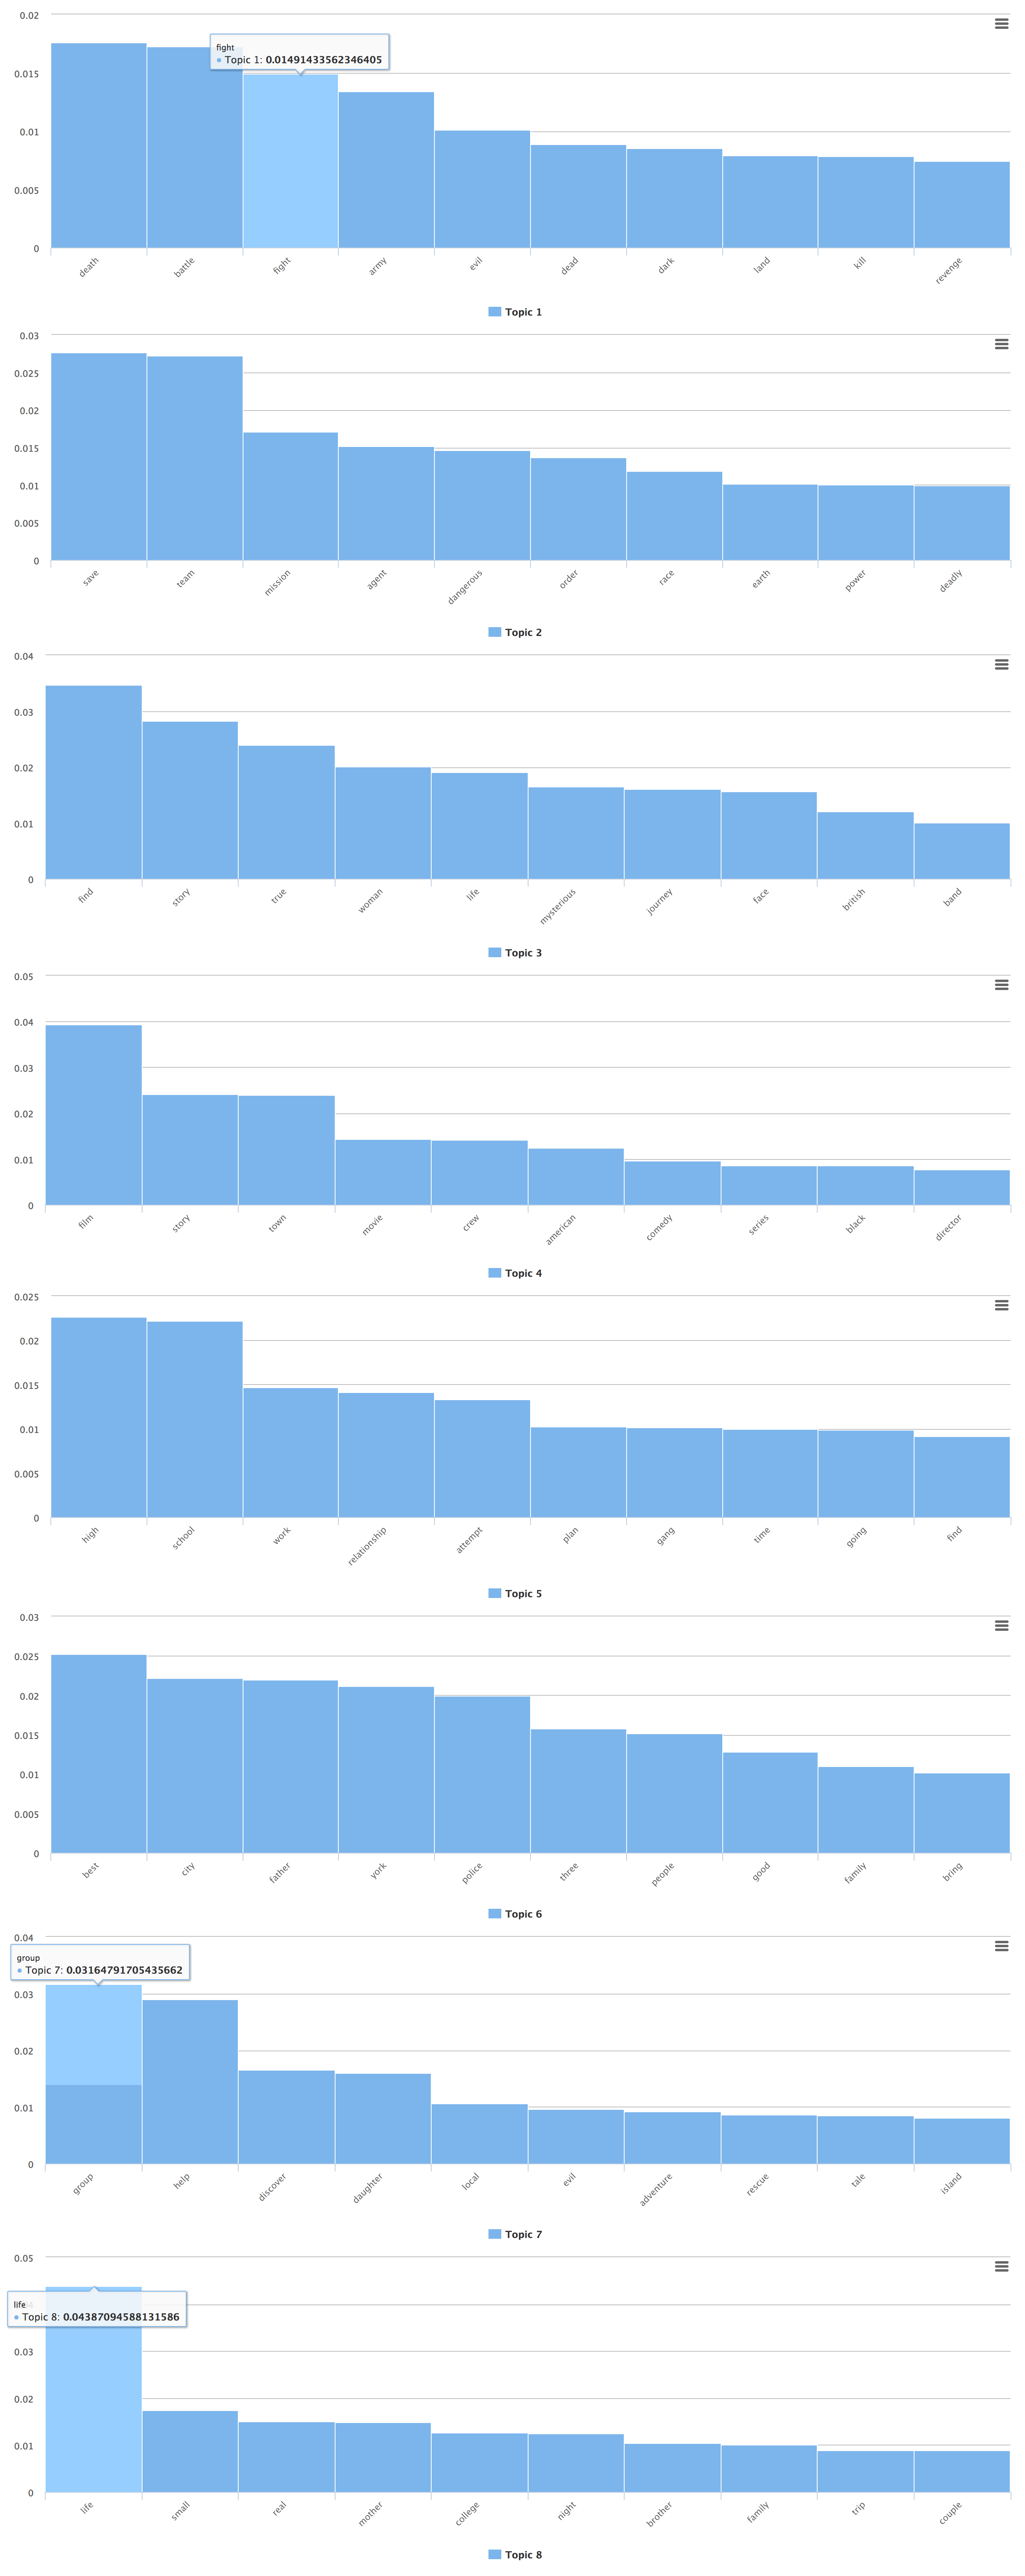 0.02
fight
● Topic 1: 0.01491433562346405
0.015
0.01
0.005
0
death battle fight army evil dead dark land kill revenge
Topic 1
0.03
0.025
0.02
0.015
0.01
0.005
0
save team mission agent dangerous order race earth power deadly
Topic 2
0.04
0.03
0.02
0.01
0
find story true woman life mysterious journey face british band
Topic 3
0.05
0.04
0.03
0.02
0.01
0
film story town movie crew american comedy series black director
Topic 4
0.025
0.02
0.015
0.01
0.005
0
high school work relationship attempt plan gang time going find
Topic 5
0.03
0.025
0.02
0.015
0.01
0.005
0
best city father york police three people good family bring
Topic 6
0.04
group
● Topic 7: 0.03164791705435662
0.03
0.02
0.01
0
group help discover daughter local evil adventure rescue tale island
Topic 7
0.05
life
● Topic 8: 0.04387094588131586
0.03
0.02
0.01
0
life small real mother college night brother family trip couple
Topic 8